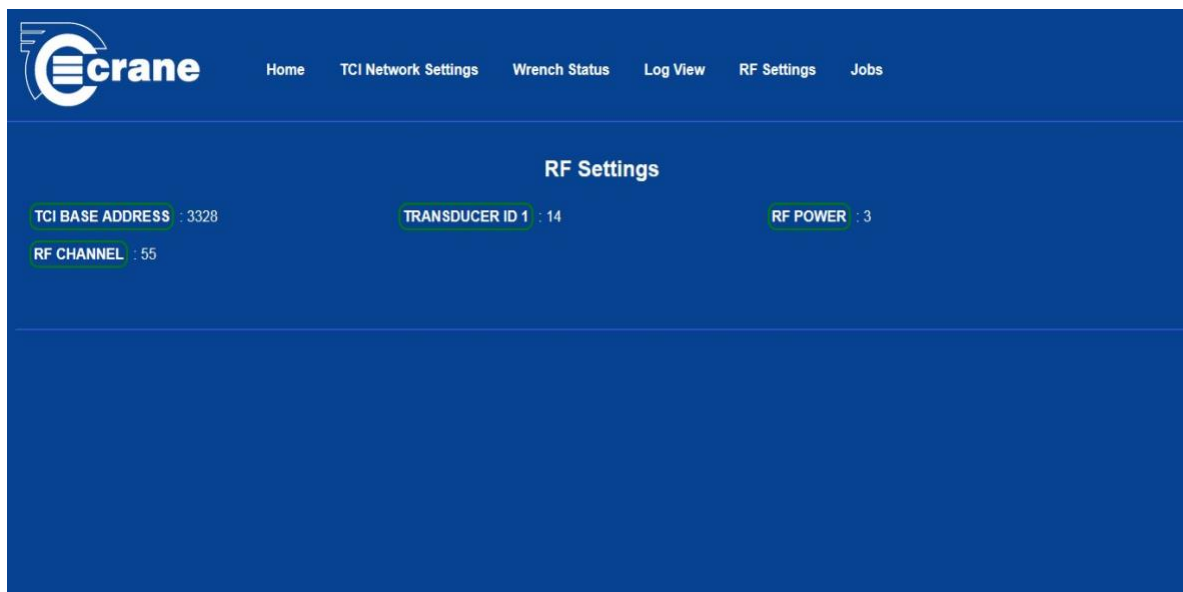 crane
Home TCI Network Settings Wrench Status Log View RF Settings Jobs
RF Settings
TCI BASE ADDRESS : 3328 TRANSDUCER ID 1 : 14 RF POWER : 3
RF CHANNEL : 55